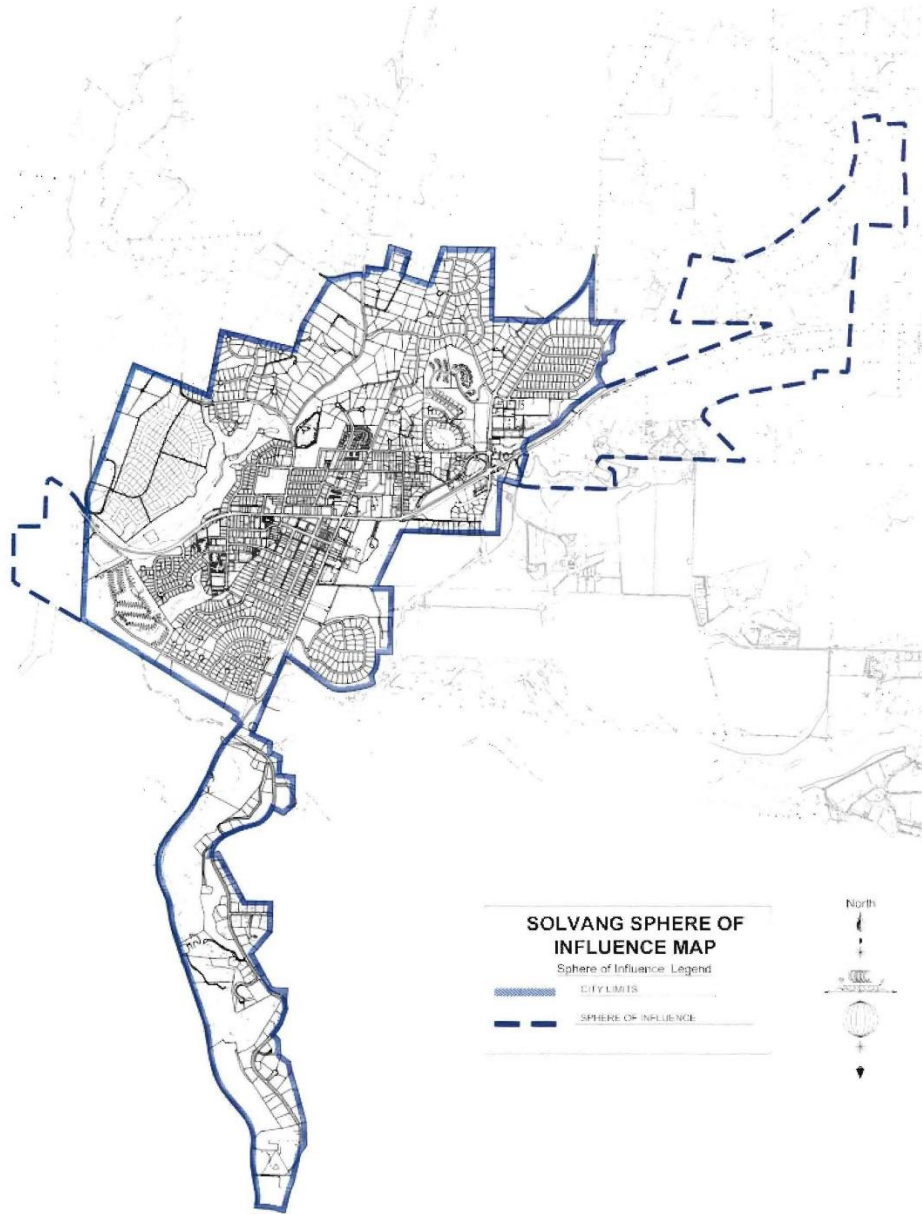 SOLVANG SPHERE OF
INFLUENCE MAP
Sphere of Influence Legend
CITY LIMITS
SPHERE OF INFLUENCE
North